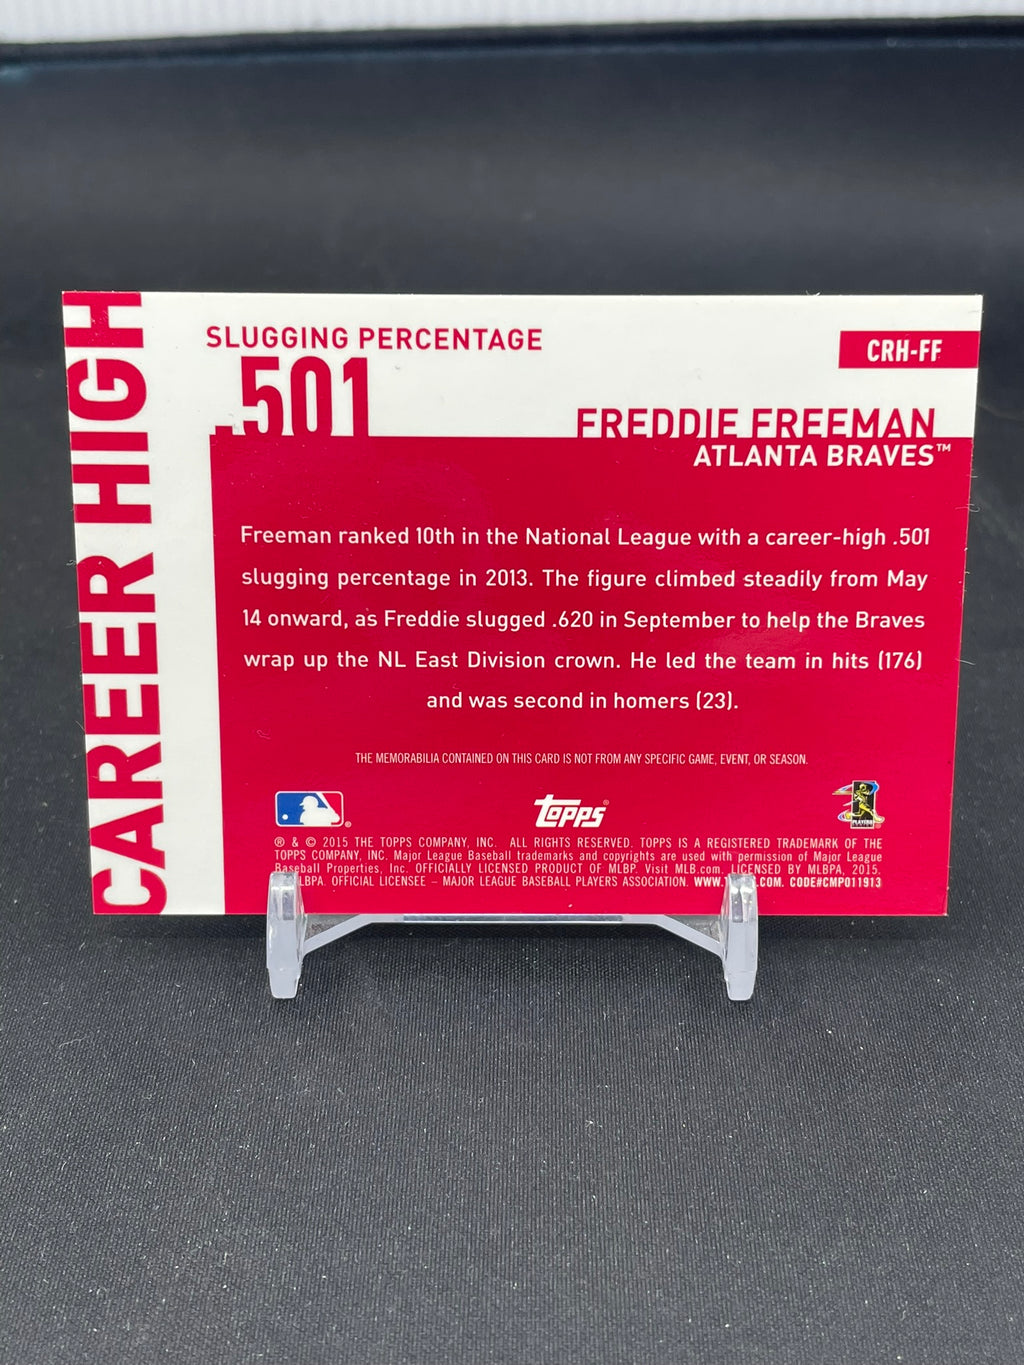 CAREER HIGH
SLUGGING PERCENTAGE
.501
CRH-FF
FREDDIE FREEMAN
ATLANTA BRAVES™
Freeman ranked 10th in the National League with a career-high .501
slugging percentage in 2013. The figure climbed steadily from May
14 onward, as Freddie slugged .620 in September to help the Braves
wrap up the NL East Division crown. He led the team in hits (176)
and was second in homers (23).
THE MEMORABILIA CONTAINED ON THIS CARD IS NOT FROM ANY SPECIFIC GAME, EVENT, OR SEASON.
Topps
PLAYERS
® & © 2015 THE TOPPS COMPANY, INC. ALL RIGHTS RESERVED. TOPPS IS A REGISTERED TRADEMARK OF THE
TOPPS COMPANY, INC. Major League Baseball trademarks and copyrights are used with permission of Major League
Baseball Properties, Inc. OFFICIALLY LICENSED PRODUCT OF MLBP. Visit MLB.com. LICENSED BY MLBPA, 2015.
LBPA. OFFICIAL LICENSEE – MAJOR LEAGUE BASEBALL PLAYERS ASSOCIATION. WWW. .COM. CODE#CMP011913